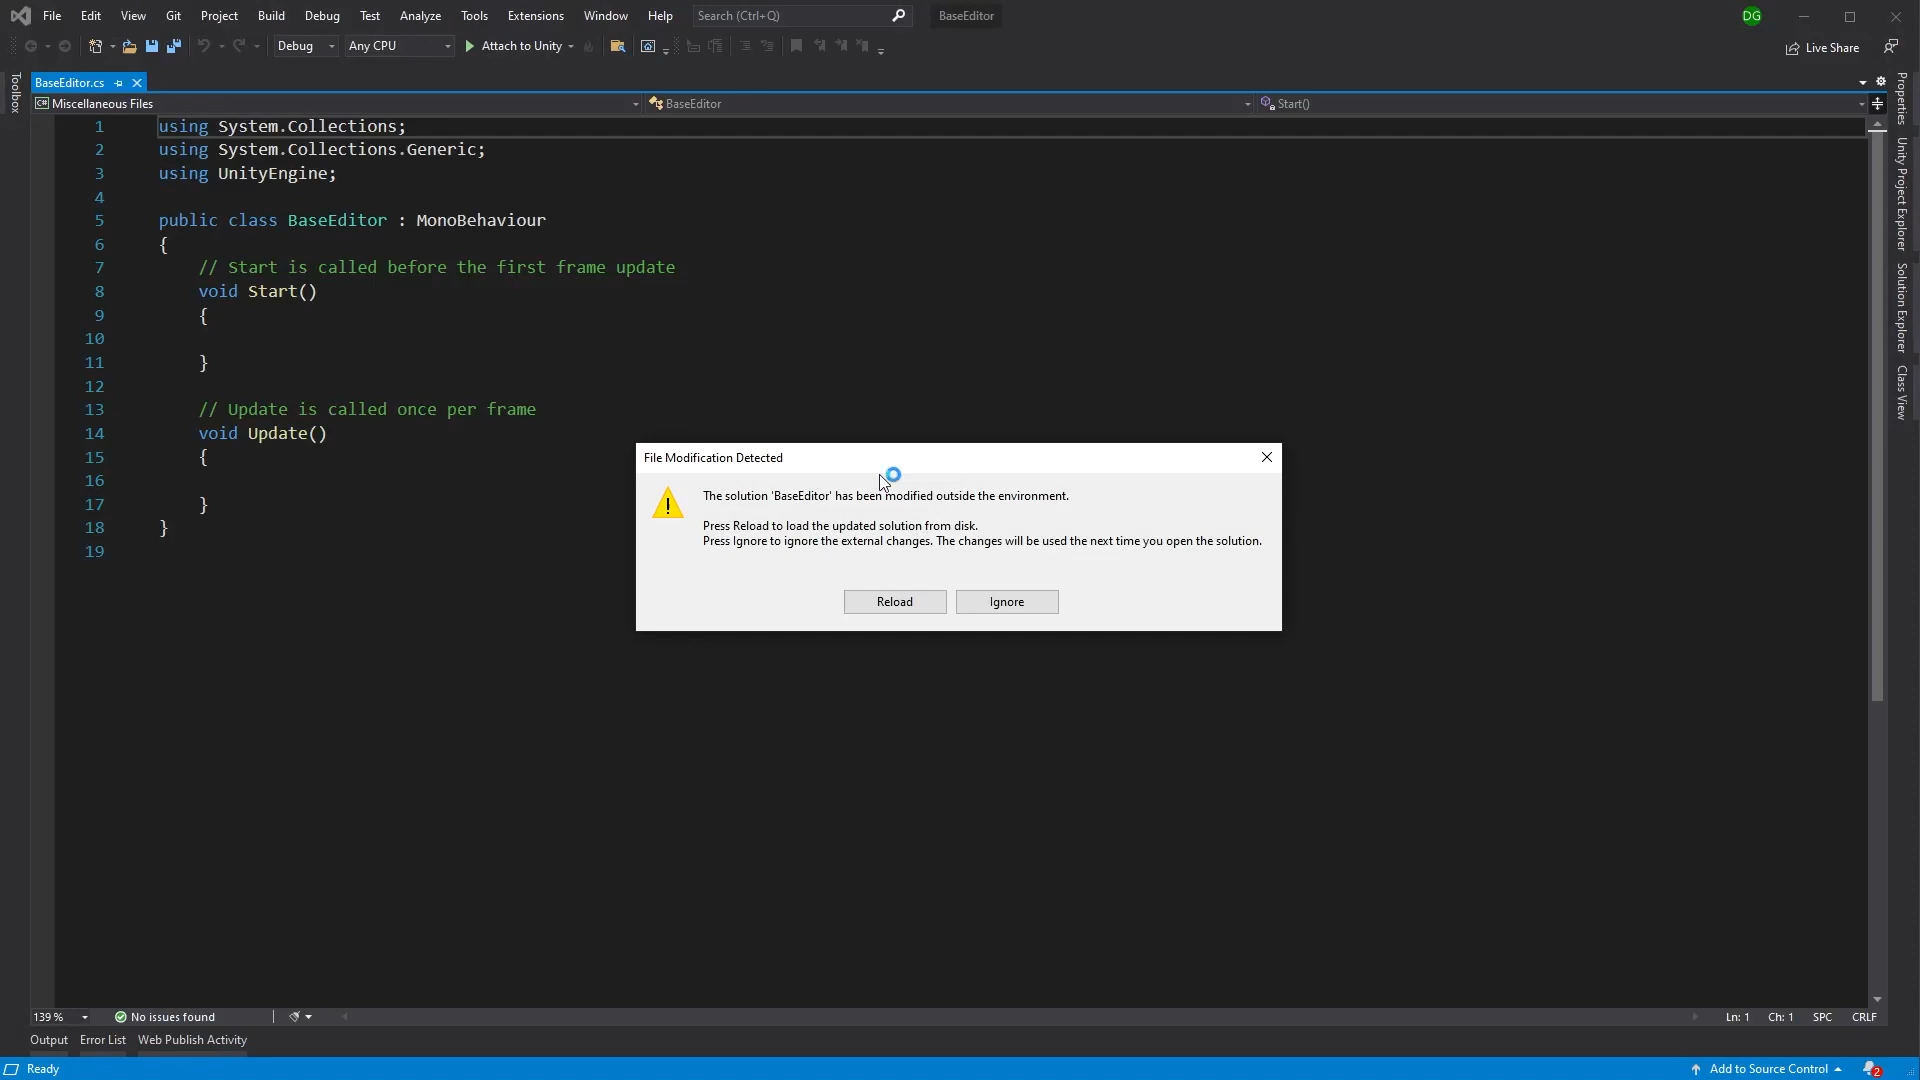 File Edit View Git Project Build Debug Test Analyze Tools Extensions Window Help Search (Ctrl+Q) BaseEditor DG
Debug Any CPU Attach to Unity Live Share
BaseEditor.cs
C# Miscellaneous Files BaseEditor Start()
1 using System.Collections;
2 using System.Collections.Generic;
3 using UnityEngine;
4
5 public class BaseEditor : MonoBehaviour
6 {
7 // Start is called before the first frame update
8 void Start()
9 {
10
11 }
12
13 // Update is called once per frame
14 void Update()
15 {
16
17 }
18 }
19
File Modification Detected
The solution 'BaseEditor' has been modified outside the environment.
Press Reload to load the updated solution from disk.
Press Ignore to ignore the external changes. The changes will be used the next time you open the solution.
Reload Ignore
Toolbox
Properties
Unity Project Explorer
Solution Explorer
Class View
139 % No issues found Ln: 1 Ch: 1 SPC CRLF
Output Error List Web Publish Activity
Ready Add to Source Control 2